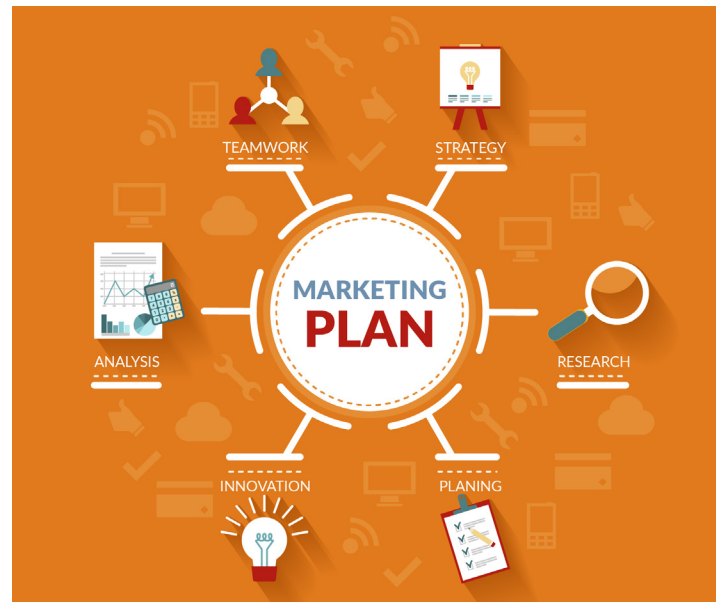 TEAMWORK
STRATEGY
MARKETING
PLAN
ANALYSIS
RESEARCH
INNOVATION
PLANING